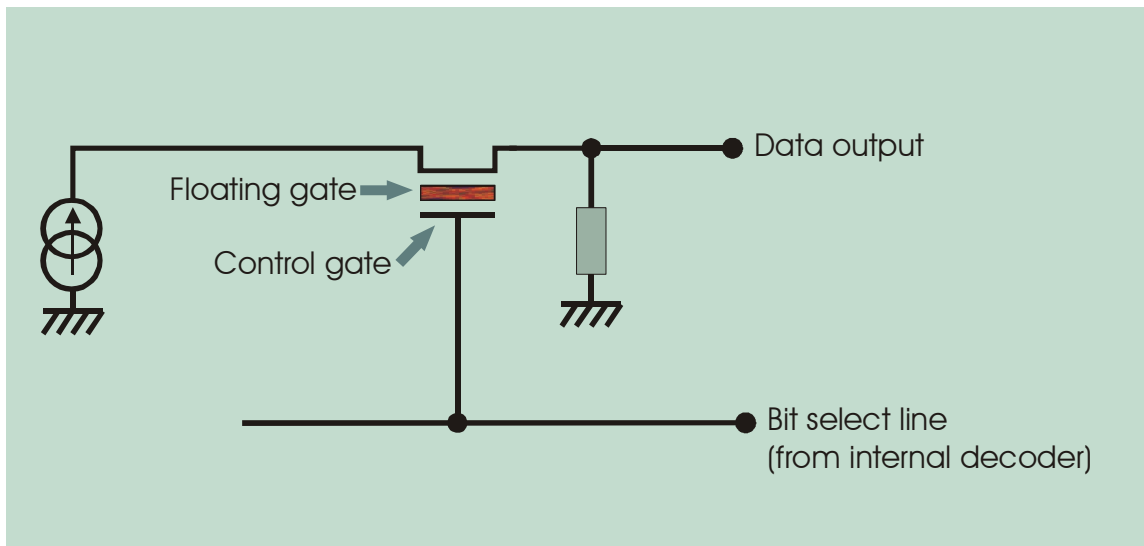 Data output
Floating gate
Control gate
Bit select line
(from internal decoder)